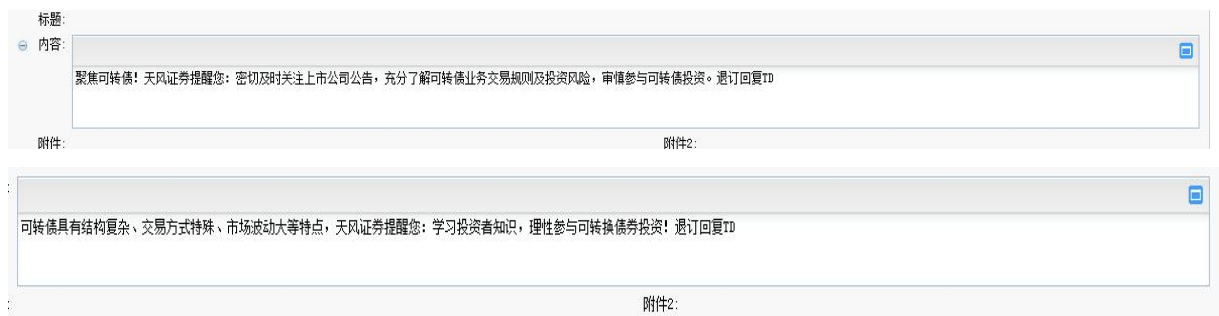 标题:
内容:
聚焦可转债！天风证券提醒您：密切及时关注上市公司公告，充分了解可转债业务交易规则及投资风险，审慎参与可转债投资。退订回复TD
附件: 附件2:
:
可转债具有结构复杂、交易方式特殊、市场波动大等特点，天风证券提醒您：学习投资者知识，理性参与可转换债券投资！退订回复TD
: 附件2: